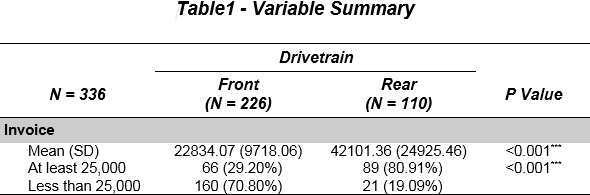 Table1 - Variable Summary
Drivetrain
N = 336 Front (N = 226) Rear (N = 110) P Value
Invoice
Mean (SD) 22834.07 (9718.06) 42101.36 (24925.46) <0.001***
At least 25,000 66 (29.20%) 89 (80.91%) <0.001***
Less than 25,000 160 (70.80%) 21 (19.09%)